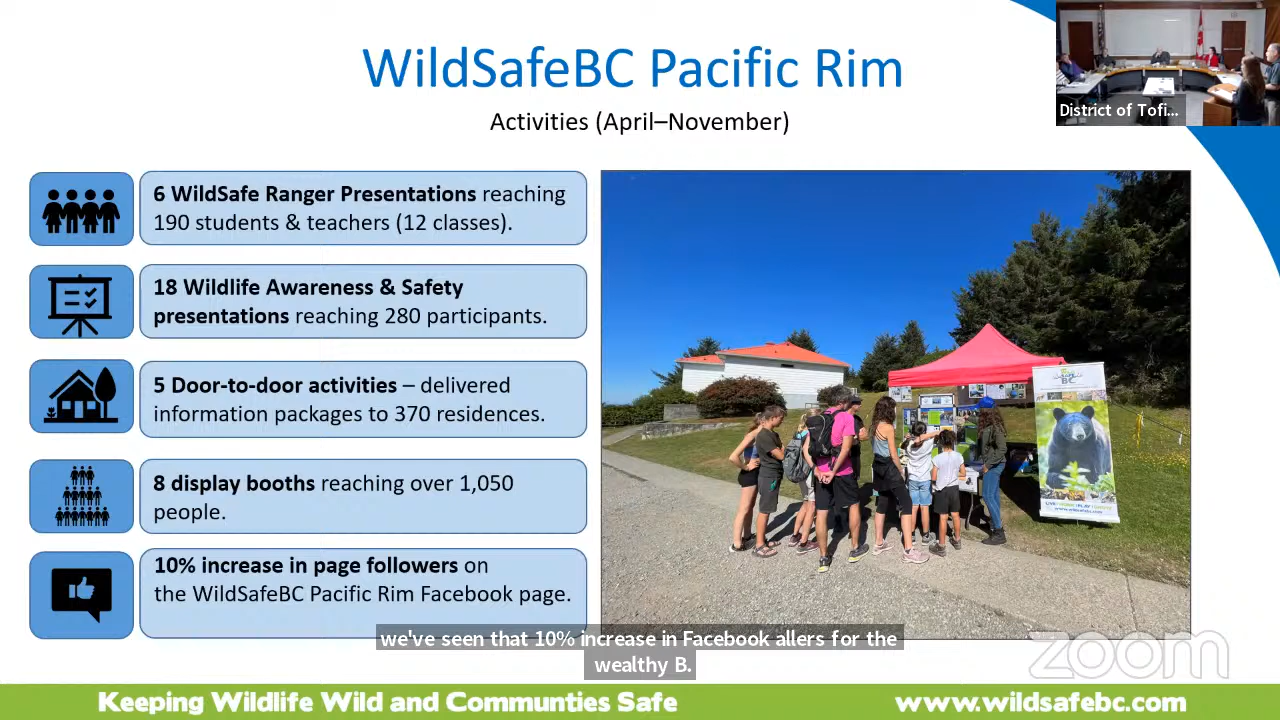 WildSafeBC Pacific Rim
Activities (April–November)
District of Tofi...
6 WildSafe Ranger Presentations reaching
190 students & teachers (12 classes).
18 Wildlife Awareness & Safety
presentations reaching 280 participants.
5 Door-to-door activities – delivered
information packages to 370 residences.
8 display booths reaching over 1,050
people.
10% increase in page followers on
the WildSafeBC Pacific Rim Facebook page.
BC
we've seen that 10% increase in Facebook allers for the
wealthy B.
zoom
Keeping Wildlife Wild and Communties Safe
www.wildsafebc.com